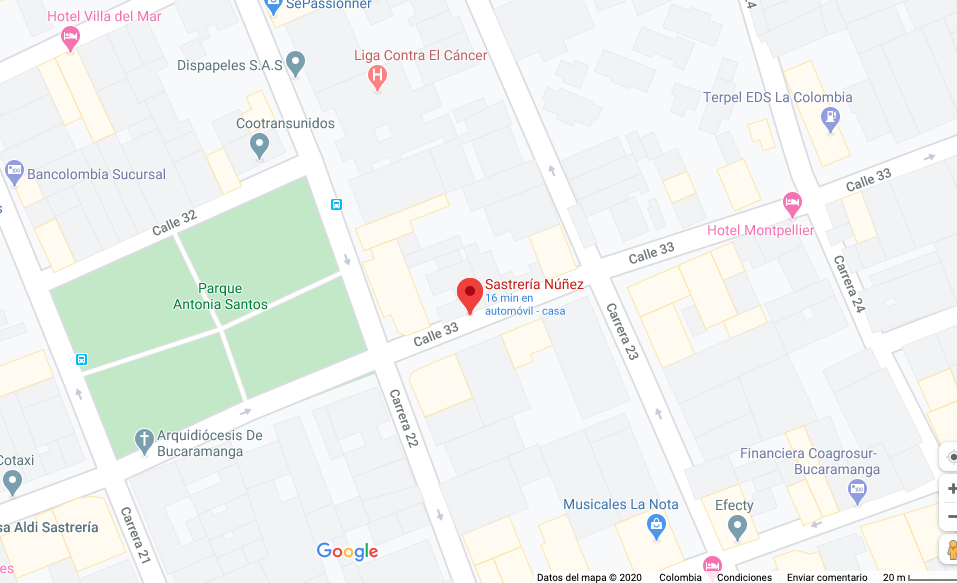 SePassionner
Hotel Villa del Mar
Liga Contra El Cáncer
Dispapeles S.A.S
Terpel EDS La Colombia
Cootransunidos
Bancolombia Sucursal
Calle 33
Calle 32
Hotel Montpellier
Calle 33
Parque
Antonia Santos
Sastrería Núñez
16 min en
automóvil - casa
Carrera 24
Calle 33
Carrera 23
Carrera 22
Arquidiócesis De
Bucaramanga
Cotaxi
Financiera Coagrosur-
Bucaramanga
Musicales La Nota
Efecty
sa Aldi Sastrería
Carrera 21
Google
Datos del mapa © 2020 Colombia Condiciones Enviar comentario 20 m